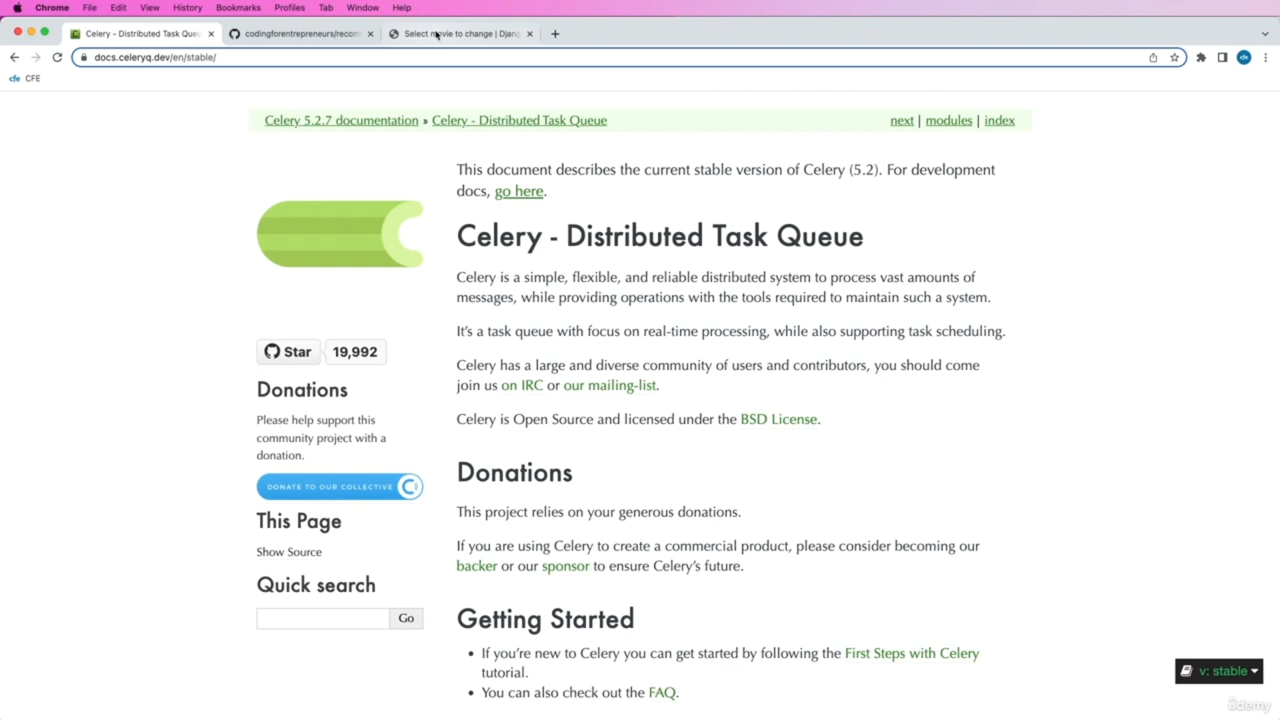 Chrome File Edit View History Bookmarks Profiles Tab Window Help
Celery - Distributed Task Queu
codingforentrepreneurs/recom
Select movie to change | Djang
docs.celeryq.dev/en/stable/
cfe
cfe CFE
Celery 5.2.7 documentation » Celery - Distributed Task Queue
next | modules | index
This document describes the current stable version of Celery (5.2). For development
docs, go here.
Celery - Distributed Task Queue
Celery is a simple, flexible, and reliable distributed system to process vast amounts of
messages, while providing operations with the tools required to maintain such a system.
It's a task queue with focus on real-time processing, while also supporting task scheduling.
Celery has a large and diverse community of users and contributors, you should come
join us on IRC or our mailing-list.
Celery is Open Source and licensed under the BSD License.
Donations
This project relies on your generous donations.
If you are using Celery to create a commercial product, please consider becoming our
backer or our sponsor to ensure Celery's future.
Getting Started
• If you're new to Celery you can get started by following the First Steps with Celery
tutorial.
• You can also check out the FAQ.
Star 19,992
Donations
Please help support this
community project with a
donation.
DONATE TO OUR COLLECTIVE
This Page
Show Source
Quick search
Go
v: stable
ûdemy